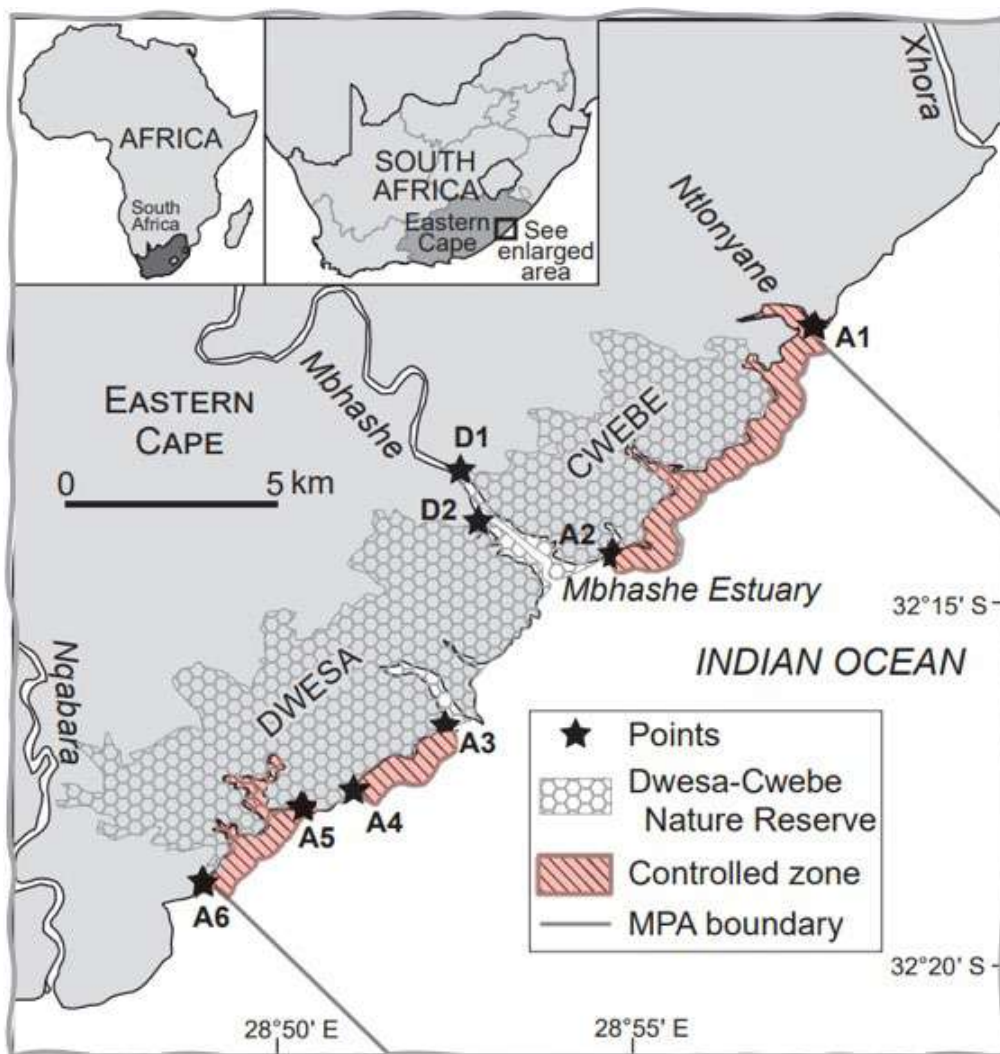 AFRICA
South
Africa
SOUTH
AFRICA
Eastern
Cape
See
enlarged
area
Xhora
Ntlonyane
A1
Mbhashe
EASTERN
CAPE
0 5 km
CWEBE
D1
D2
A2
Mbhashe Estuary
32°15' S
INDIAN OCEAN
Nqabara
DWESA
A3
A4
A5
A6
Points
Dwesa-Cwebe
Nature Reserve
Controlled zone
MPA boundary
32°20' S
28°50' E
28°55' E